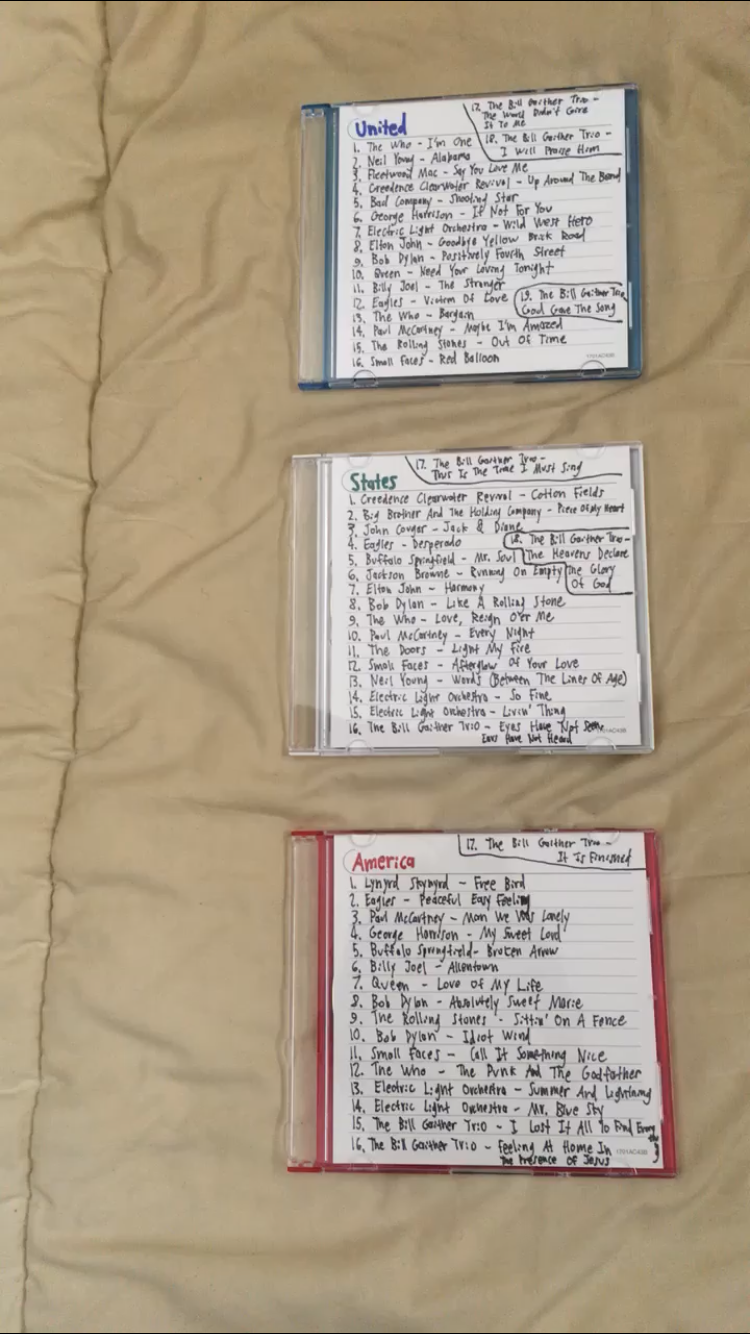 United
17. The Bill Gaither Trio -
The World Didn't Give
It To Me
18. The Bill Gaither Trio -
I Will Praise Him
1. The Who - I'm One
2. Neil Young - Alabama
3. Fleetwood Mac - Say You Love Me
4. Creedence Clearwater Revival - Up Around The Bend
5. Bad Company - Shooting Star
6. George Harrison - If Not For You
7. Electric Light Orchestra - Wild West Hero
8. Elton John - Goodbye Yellow Brick Road
9. Bob Dylan - Positively Fourth Street
10. Queen - Need Your Loving Tonight
11. Billy Joel - The Stranger
12. Eagles - Victim Of Love
19. The Bill Gaither Trio
God Gave The Song
13. The Who - Bargain
14. Paul McCartney - Maybe I'm Amazed
15. The Rolling Stones - Out Of Time
16. Small Faces - Red Balloon
States
17. The Bill Gaither Trio -
This Is The Time I Must Sing
1. Creedence Clearwater Revival - Cotton Fields
2. Big Brother And The Holding Company - Piece Of My Heart
3. John Cougar - Jack & Diane
4. Eagles - Desperado
18. The Bill Gaither Trio -
The Heavens Declare
The Glory
Of God
5. Buffalo Springfield - Mr. Soul
6. Jackson Browne - Running On Empty
7. Elton John - Harmony
8. Bob Dylan - Like A Rolling Stone
9. The Who - Love, Reign O'er Me
10. Paul McCartney - Every Night
11. The Doors - Light My Fire
12. Small Faces - Afterglow Of Your Love
13. Neil Young - Words (Between The Lines Of Age)
14. Electric Light Orchestra - So Fine
15. Electric Light Orchestra - Livin' Thing
16. The Bill Gaither Trio - Eyes Have Not Seen
Ears Have Not Heard
America
17. The Bill Gaither Trio -
It Is Finished
1. Lynyrd Skynyrd - Free Bird
2. Eagles - Peaceful Easy Feeling
3. Paul McCartney - Man We Was Lonely
4. George Harrison - My Sweet Lord
5. Buffalo Springfield - Broken Arrow
6. Billy Joel - Allentown
7. Queen - Love Of My Life
8. Bob Dylan - Absolutely Sweet Marie
9. The Rolling Stones - Sittin' On A Fence
10. Bob Dylan - Idiot Wind
11. Small Faces - Call It Something Nice
12. The Who - The Punk And The Godfather
13. Electric Light Orchestra - Summer And Lightning
14. Electric Light Orchestra - Mr. Blue Sky
15. The Bill Gaither Trio - I Lost It All To Find Every
thing
16. The Bill Gaither Trio - Feeling At Home In
The Presence Of Jesus